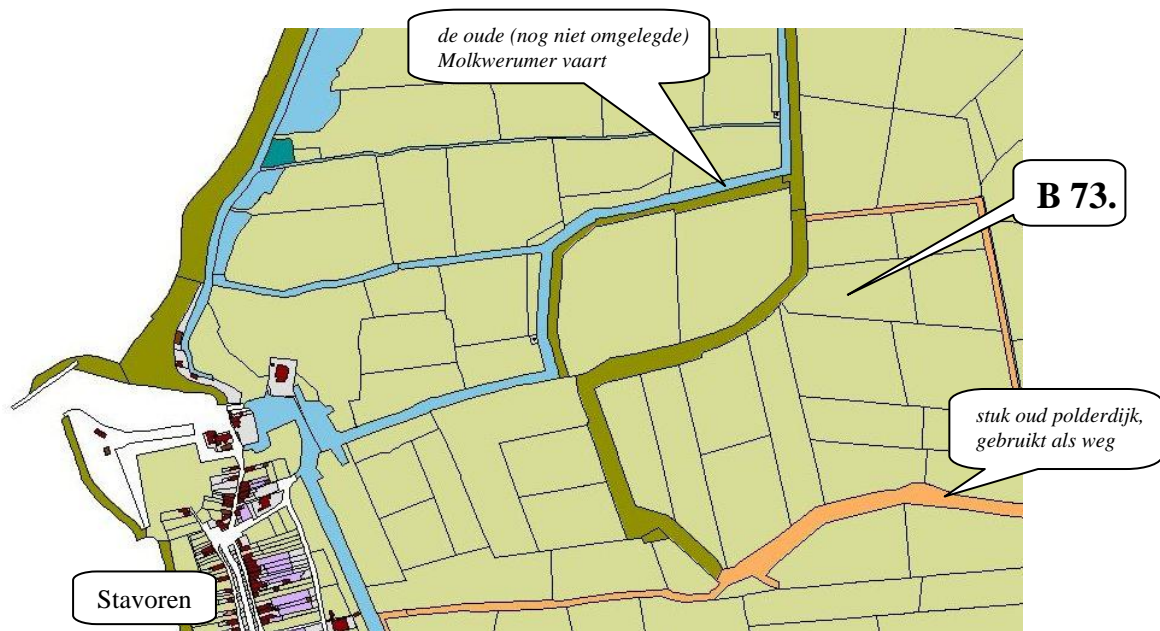 de oude (nog niet omgelegde)
Molkwerumer vaart
B 73.
stuk oud polderdijk,
gebruikt als weg
Stavoren